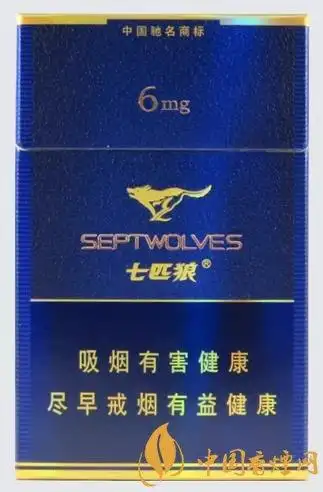 中国驰名商标
6mg
SEPTWOLVES
七匹狼®
吸烟有害健康
尽早戒烟有益健康
中国香烟网